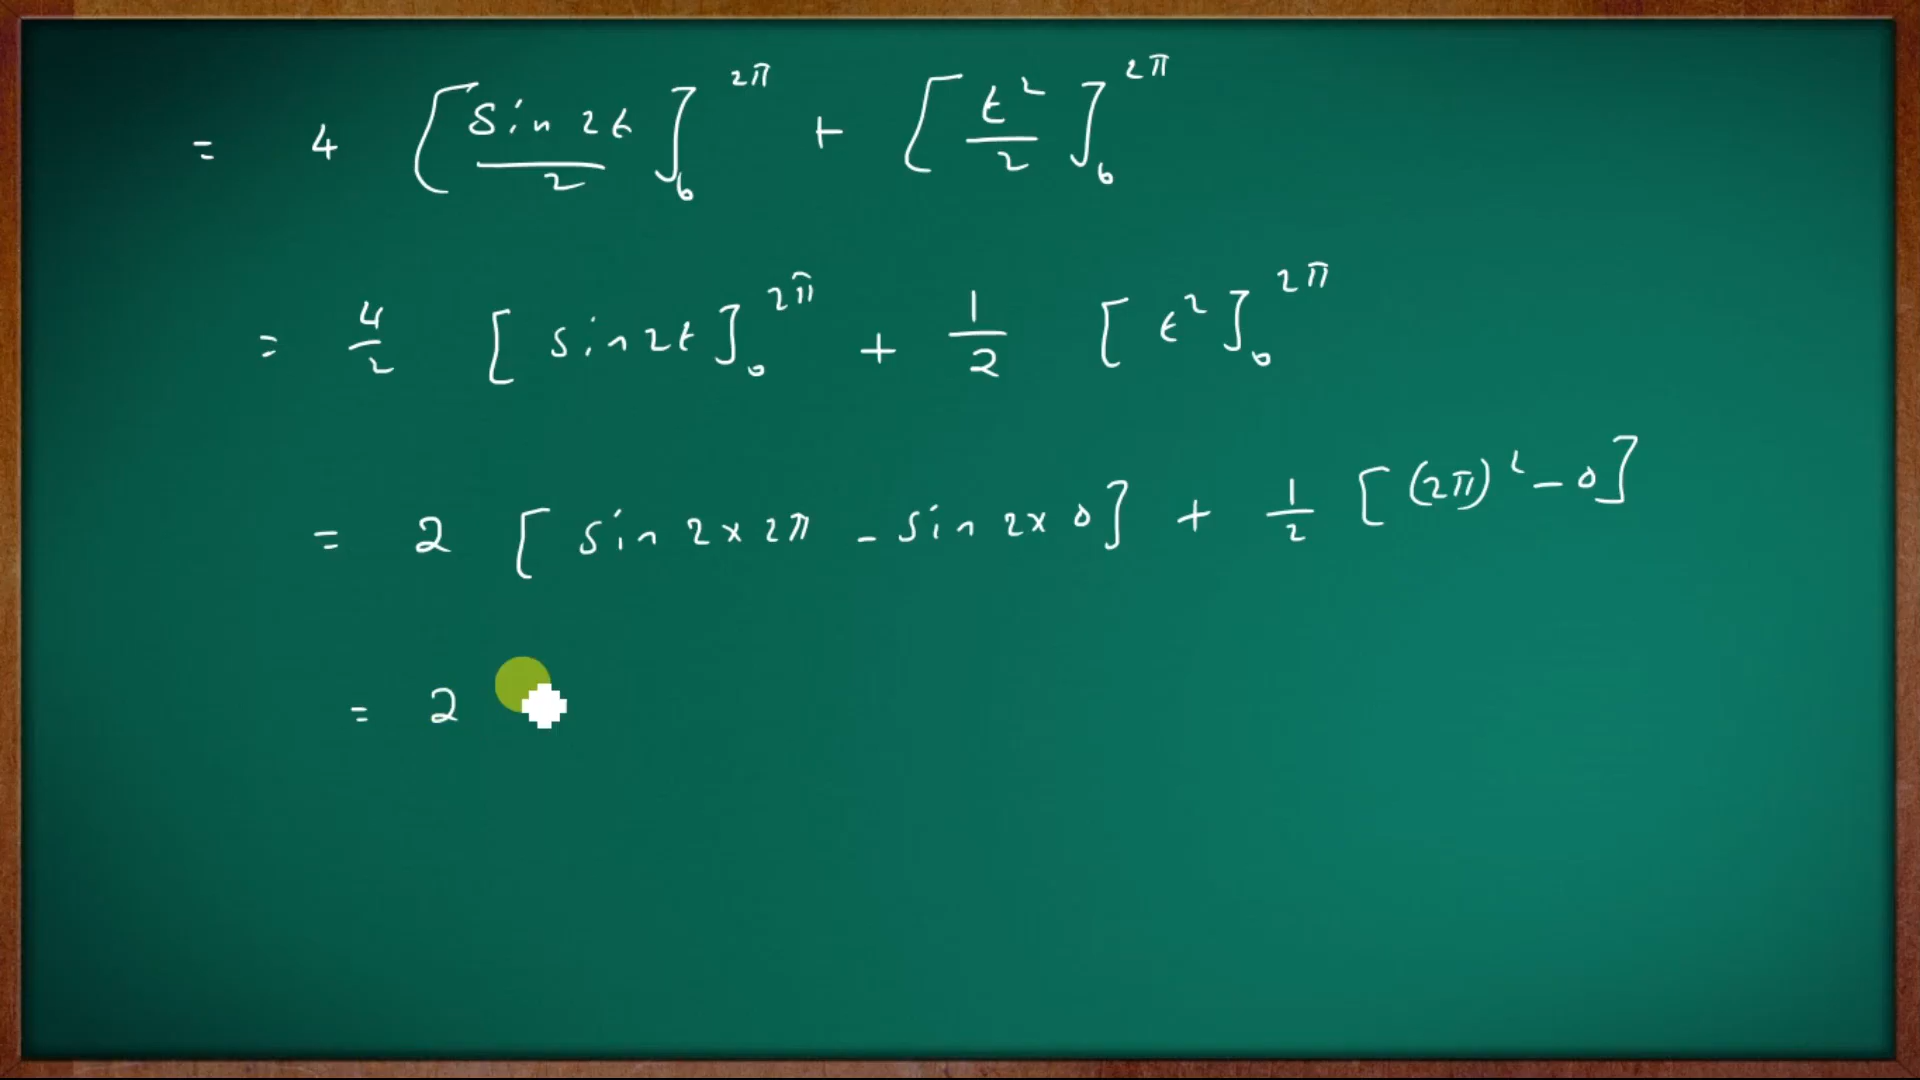 = 4 [sin 2t / 2]₀^2π + [t² / 2]₀^2π
= 4/2 [sin 2t]₀^2π + 1/2 [t²]₀^2π
= 2 [sin 2 × 2π - sin 2 × 0] + 1/2 [(2π)² - 0]
= 2